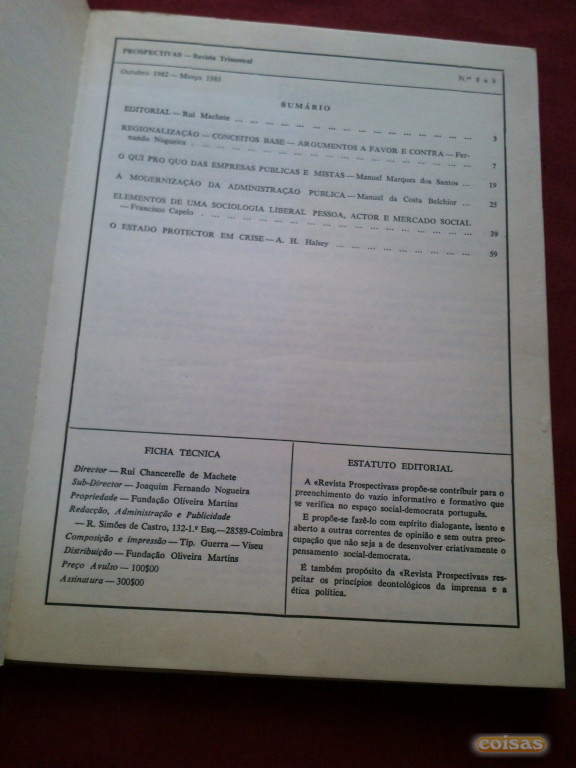 PROSPECTIVAS — Revista Trimestral
N.os 8 e 9
Outubro 1982 — Março 1983
SUMÁRIO
EDITORIAL — Rui Machete ... 3
REGIONALIZAÇÃO — CONCEITOS BASE — ARGUMENTOS A FAVOR E CONTRA — Fer-
nando Nogueira ... 7
O QUI PRO QUO DAS EMPRESAS PUBLICAS E MISTAS — Manuel Marques dos Santos ... 19
A MODERNIZAÇÃO DA ADMINISTRAÇÃO PUBLICA — Manuel da Costa Belchior ... 25
ELEMENTOS DE UMA SOCIOLOGIA LIBERAL PESSOA, ACTOR E MERCADO SOCIAL
— Francisco Capelo ... 39
O ESTADO PROTECTOR EM CRISE — A. H. Halsey ... 59
FICHA TÉCNICA
Director — Rui Chancerelle de Machete
Sub-Director — Joaquim Fernando Nogueira
Propriedade — Fundação Oliveira Martins
Redacção, Administração e Publicidade
— R. Simões de Castro, 132-1.º Esq.—28589-Coimbra
Composição e impressão — Tip. Guerra — Viseu
Distribuição — Fundação Oliveira Martins
Preço Avulso — 100$00
Assinatura — 300$00
ESTATUTO EDITORIAL
A «Revista Prospectivas» propõe-se contribuir para o
preenchimento do vazio informativo e formativo que
se verifica no espaço social-democrata português.
E propõe-se fazê-lo com espírito dialogante, isento e
aberto a outras correntes de opinião e sem outra preo-
cupação que não seja a de desenvolver criativamente o
pensamento social-democrata.
É também propósito da «Revista Prospectivas» res-
peitar os princípios deontológicos da imprensa e a
ética política.
coisas